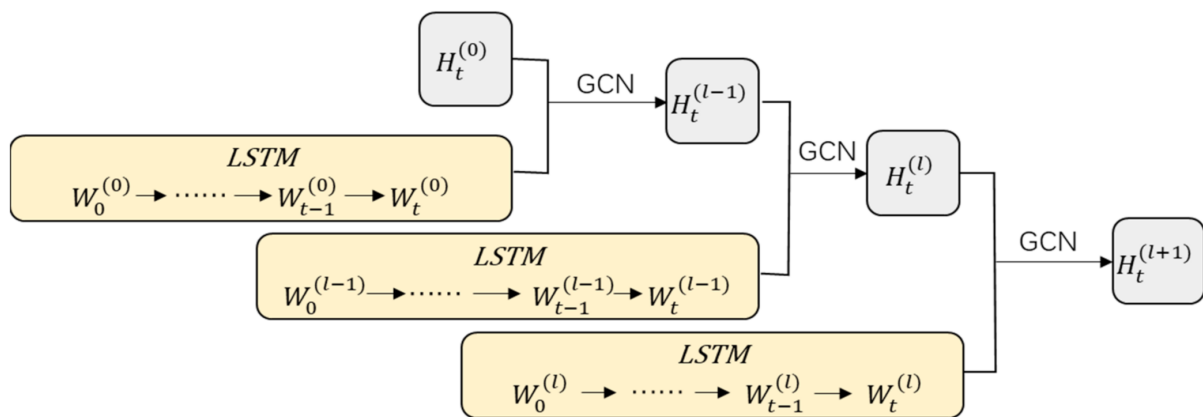 H_t^{(0)}
GCN
H_t^{(l-1)}
LSTM
W_0^{(0)} → ⋯⋯ → W_{t-1}^{(0)} → W_t^{(0)}
GCN
H_t^{(l)}
LSTM
W_0^{(l-1)} → ⋯⋯ → W_{t-1}^{(l-1)} → W_t^{(l-1)}
GCN
H_t^{(l+1)}
LSTM
W_0^{(l)} → ⋯⋯ → W_{t-1}^{(l)} → W_t^{(l)}